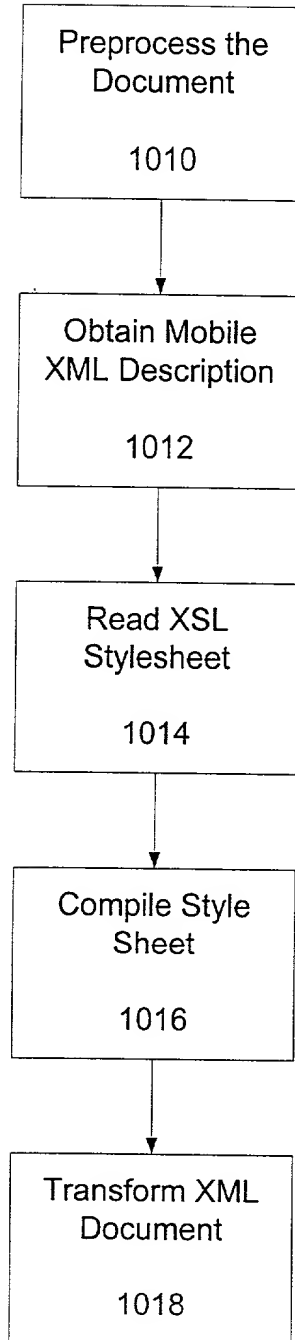 Preprocess the
Document
1010
Obtain Mobile
XML Description
1012
Read XSL
Stylesheet
1014
Compile Style
Sheet
1016
Transform XML
Document
1018